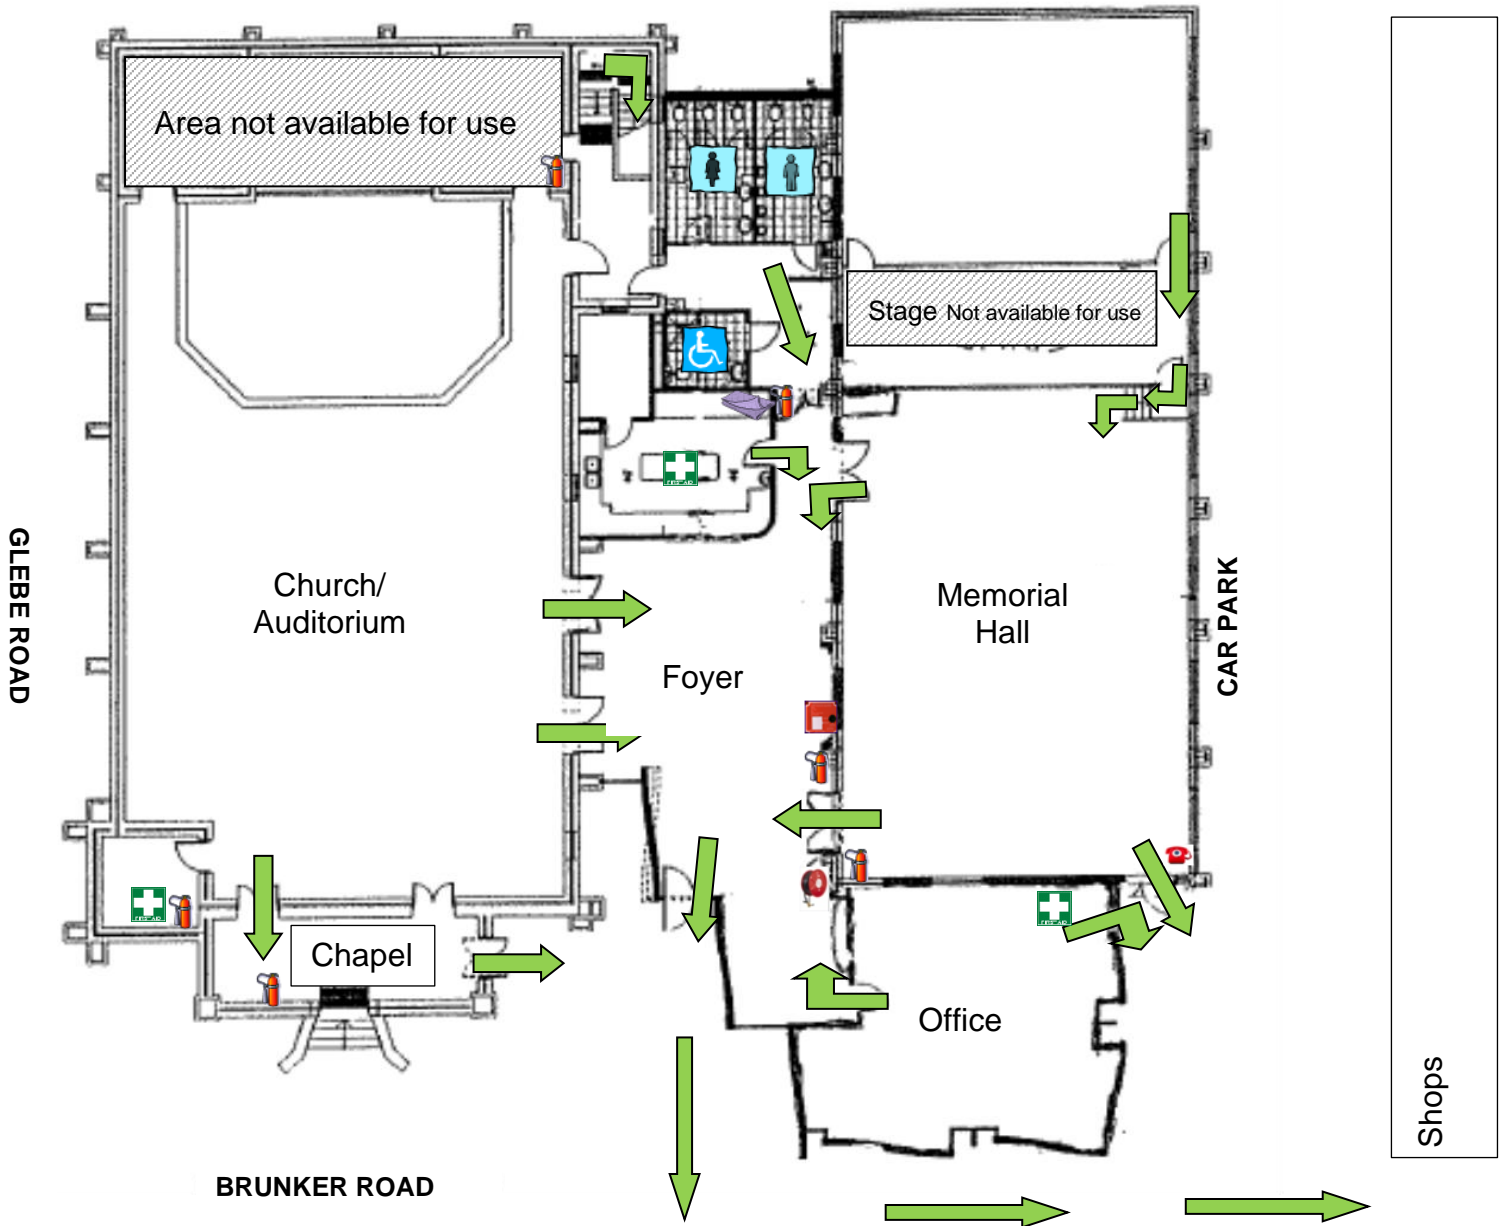 Area not available for use
Stage Not available for use
GLEBE ROAD
Church/
Auditorium
Memorial
Hall
CAR PARK
Foyer
Chapel
Office
Shops
BRUNKER ROAD